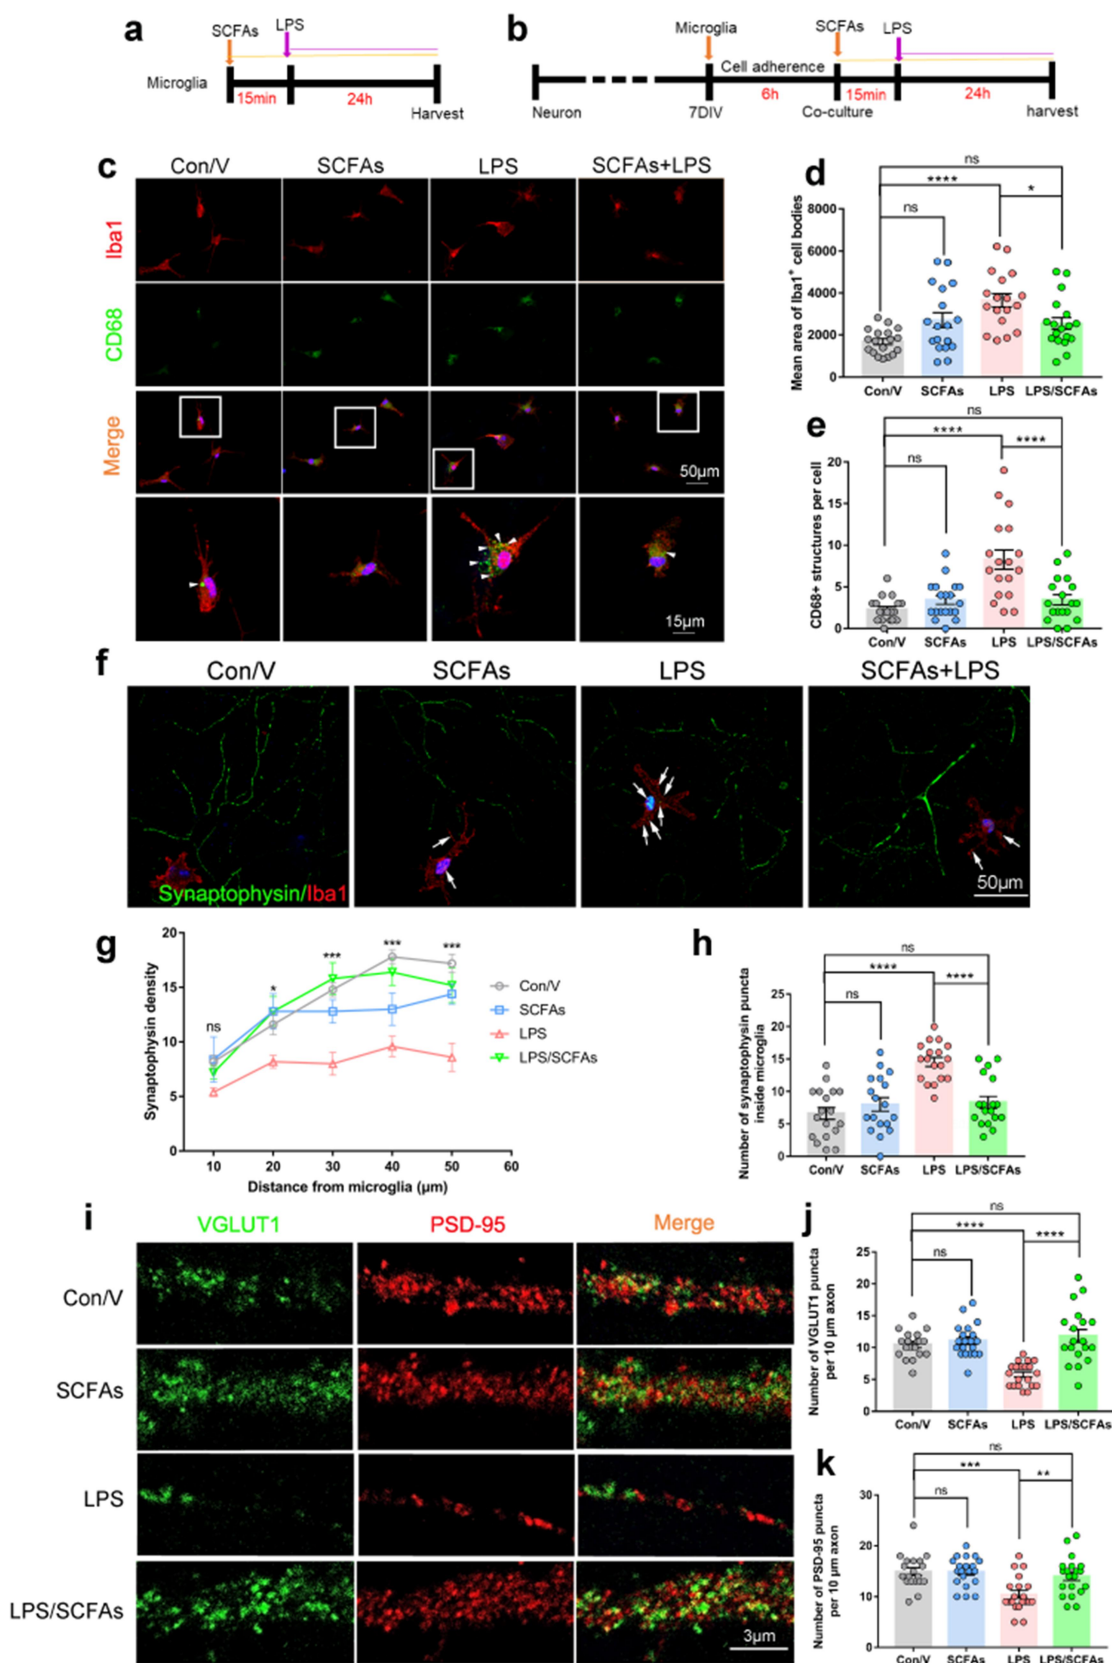 a
SCFAs
LPS
Microglia
15min
24h
Harvest
b
Microglia
SCFAs
LPS
Cell adherence
6h
15min
24h
Neuron
7DIV
Co-culture
harvest
c
Con/V
SCFAs
LPS
SCFAs+LPS
Iba1
CD68
Merge
50μm
15μm
d
ns
****
*
ns
Mean area of Iba1+ cell bodies
8000
6000
4000
2000
0
Con/V
SCFAs
LPS
LPS/SCFAs
e
ns
****
****
ns
CD68+ structures per cell
20
15
10
5
0
Con/V
SCFAs
LPS
LPS/SCFAs
f
Con/V
SCFAs
LPS
SCFAs+LPS
Synaptophysin/Iba1
50μm
g
Synaptophysin density
20
15
10
5
0
ns
*
***
***
***
Con/V
SCFAs
LPS
LPS/SCFAs
10
20
30
40
50
60
Distance from microglia (μm)
h
ns
****
****
ns
Number of synaptophysin puncta
inside microglia
25
20
15
10
5
0
Con/V
SCFAs
LPS
LPS/SCFAs
i
VGLUT1
PSD-95
Merge
Con/V
SCFAs
LPS
LPS/SCFAs
3μm
j
ns
****
****
ns
Number of VGLUT1 puncta
per 10 μm axon
25
20
15
10
5
0
Con/V
SCFAs
LPS
LPS/SCFAs
k
ns
***
**
ns
Number of PSD-95 puncta
per 10 μm axon
30
20
10
0
Con/V
SCFAs
LPS
LPS/SCFAs